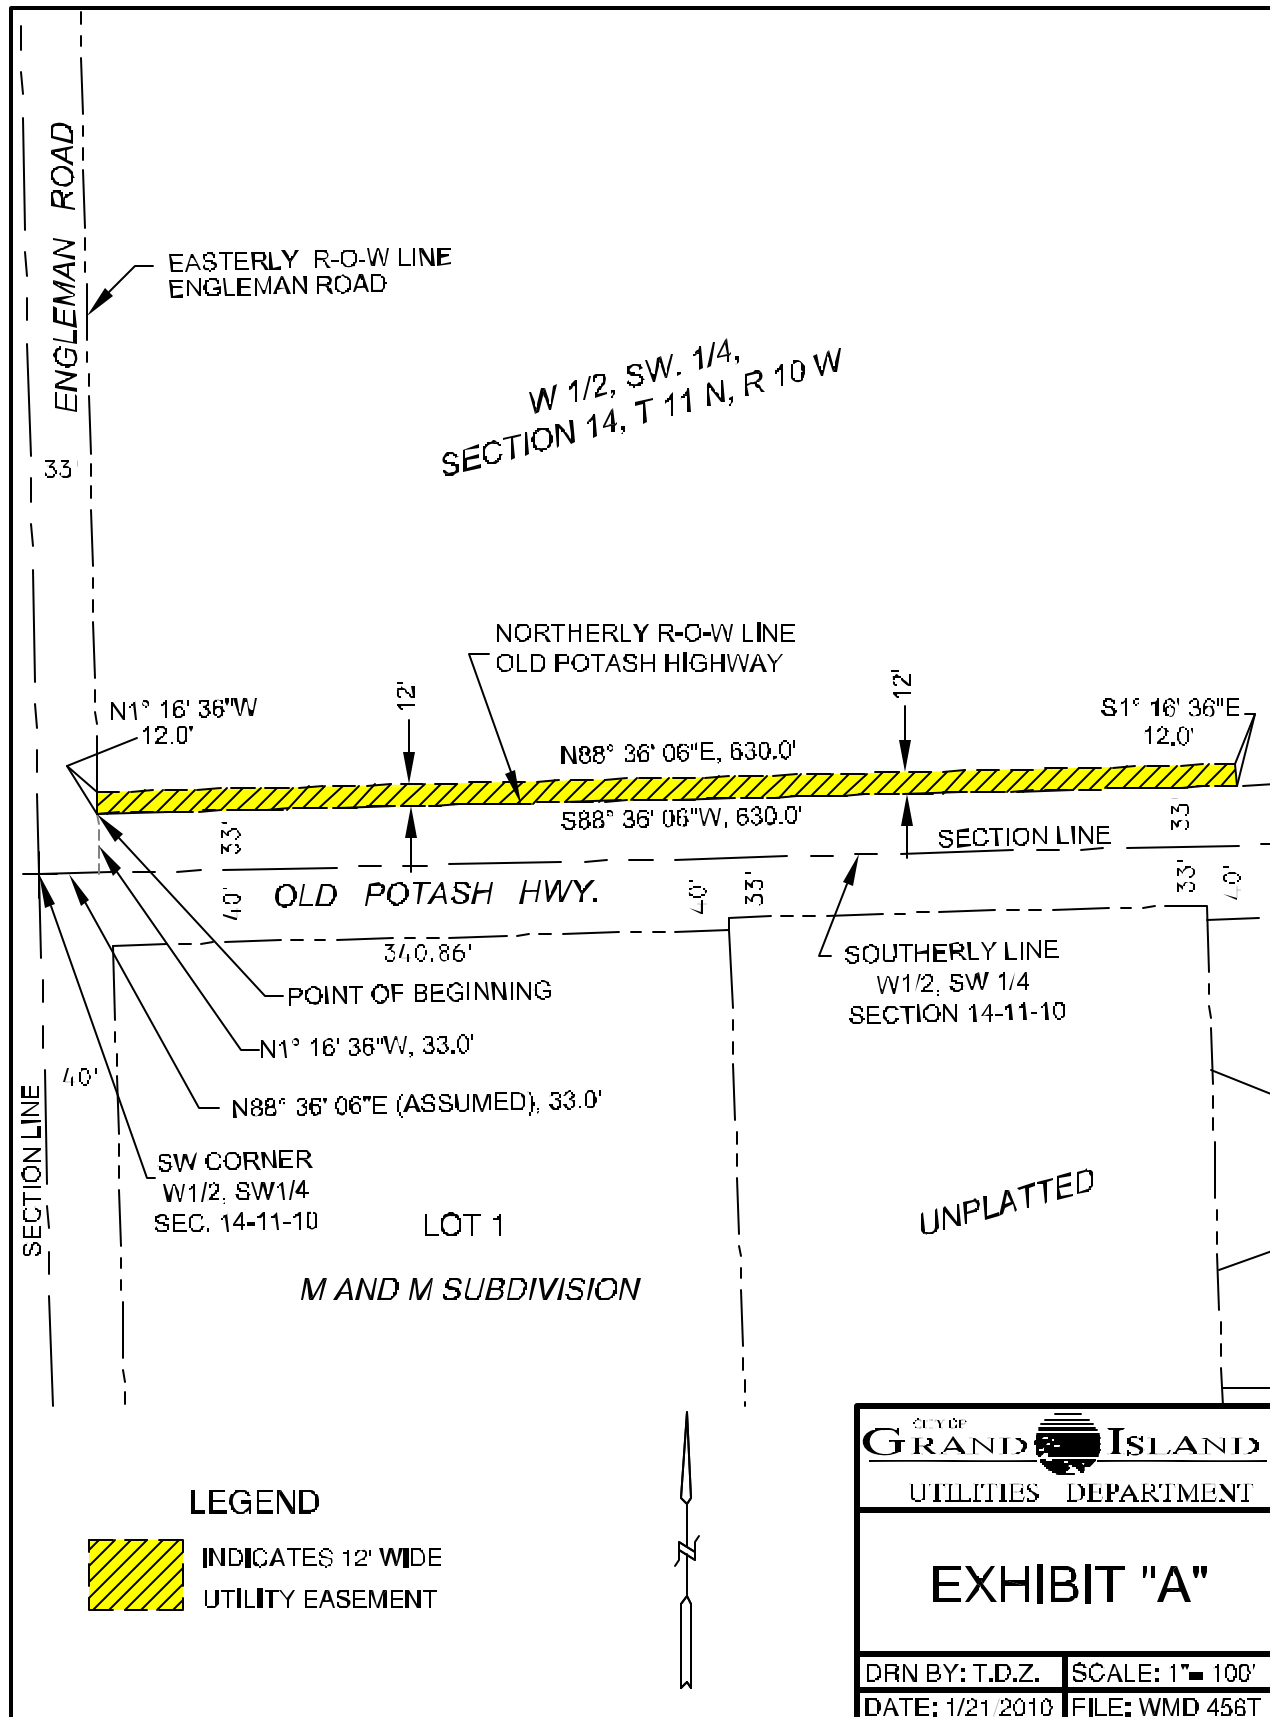 ENGLEMAN ROAD
EASTERLY R-O-W LINE
ENGLEMAN ROAD
W 1/2, SW. 1/4,
SECTION 14, T 11 N, R 10 W
33'
NORTHERLY R-O-W LINE
OLD POTASH HIGHWAY
12'
12'
N1° 16' 36"W
12.0'
S1° 16' 36"E
12.0'
N88° 36' 06"E, 630.0'
S88° 36' 06"W, 630.0'
33'
33'
SECTION LINE
40'
OLD POTASH HWY.
40'
33'
33'
40'
340.86'
SOUTHERLY LINE
W1/2, SW 1/4
SECTION 14-11-10
POINT OF BEGINNING
N1° 16' 36"W, 33.0'
40'
N88° 36' 06"E (ASSUMED), 33.0'
SECTION LINE
SW CORNER
W1/2, SW1/4
SEC. 14-11-10
LOT 1
UNPLATTED
M AND M SUBDIVISION
CITY OF
GRAND ISLAND
UTILITIES DEPARTMENT
LEGEND
INDICATES 12' WIDE
UTILITY EASEMENT
N
EXHIBIT "A"
DRN BY: T.D.Z.
SCALE: 1"= 100'
DATE: 1/21/2010
FILE: WMD 456T